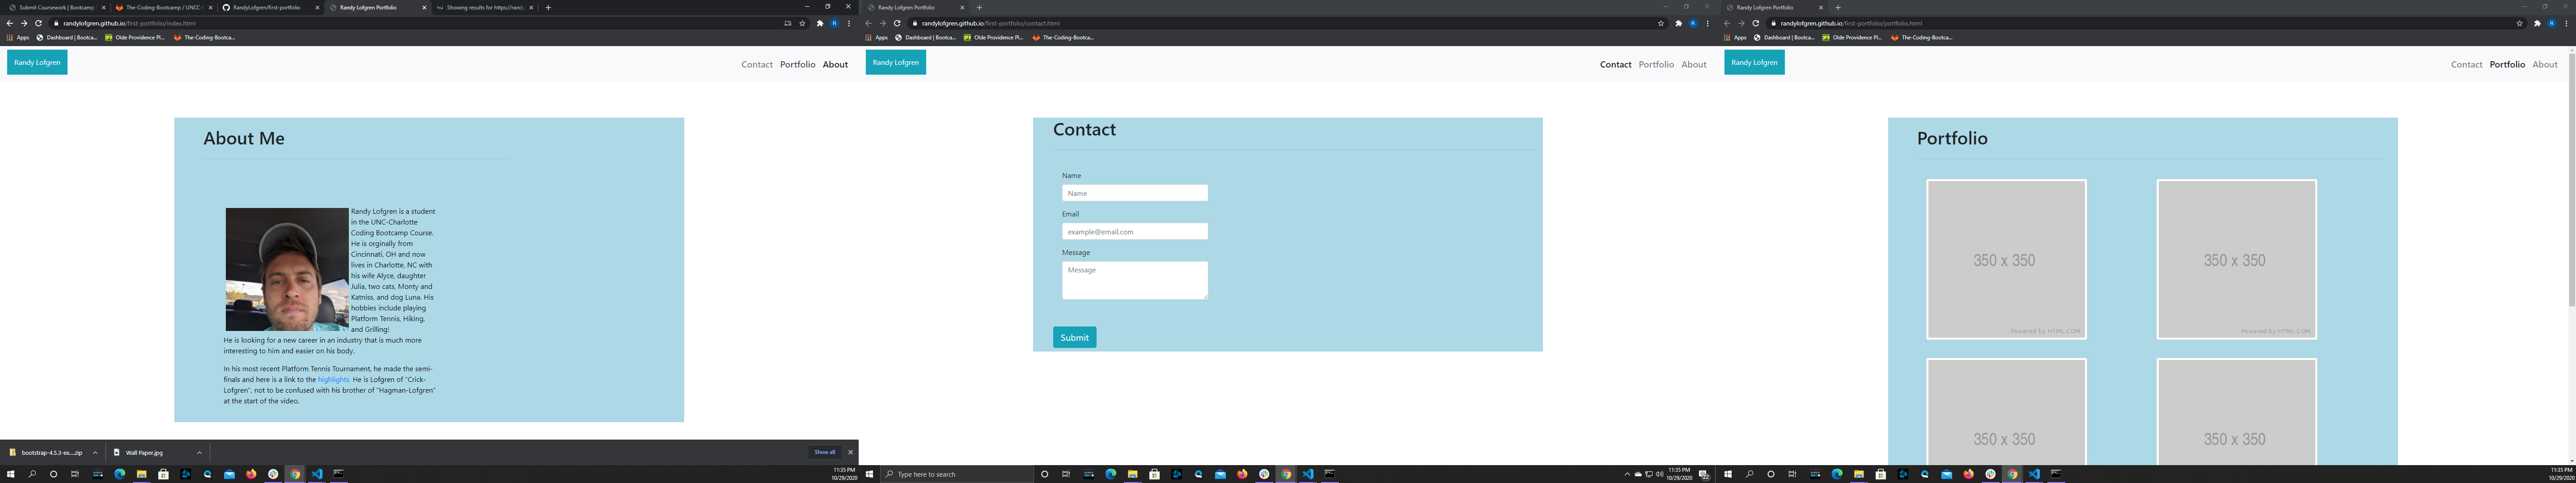 Submit Coursework | Bootcamp
The-Coding-Bootcamp / UNCC-C
RandyLofgren/first-portfolio
Randy Lofgren Portfolio
Showing results for https://rand
randylofgren.github.io/first-portfolio/index.html
Apps
Dashboard | Bootca...
Olde Providence Pl...
The-Coding-Bootca...
Randy Lofgren
Contact Portfolio About
About Me
Randy Lofgren is a student
in the UNC-Charlotte
Coding Bootcamp Course.
He is orginally from
Cincinnati, OH and now
lives in Charlotte, NC with
his wife Alyce, daughter
Julia, two cats, Monty and
Katniss, and dog Luna. His
hobbies include playing
Platform Tennis, Hiking,
and Grilling!
He is looking for a new career in an industry that is much more
interesting to him and easier on his body.
In his most recent Platform Tennis Tournament, he made the semi-
finals and here is a link to the highlights. He is Lofgren of "Crick-
Lofgren", not to be confused with his brother of "Hagman-Lofgren"
at the start of the video.
bootstrap-4.5.3-ex....zip
Wall Paper.jpg
Show all
11:35 PM
10/29/2020
Randy Lofgren Portfolio
randylofgren.github.io/first-portfolio/contact.html
Apps
Dashboard | Bootca...
Olde Providence Pl...
The-Coding-Bootca...
Randy Lofgren
Contact Portfolio About
Contact
Name
Name
Email
example@email.com
Message
Message
Submit
Type here to search
11:35 PM
10/29/2020
22
Randy Lofgren Portfolio
randylofgren.github.io/first-portfolio/portfolio.html
Apps
Dashboard | Bootca...
Olde Providence Pl...
The-Coding-Bootca...
Randy Lofgren
Contact Portfolio About
Portfolio
350 x 350
Powered by HTML.COM
350 x 350
Powered by HTML.COM
350 x 350
350 x 350
11:35 PM
10/29/2020